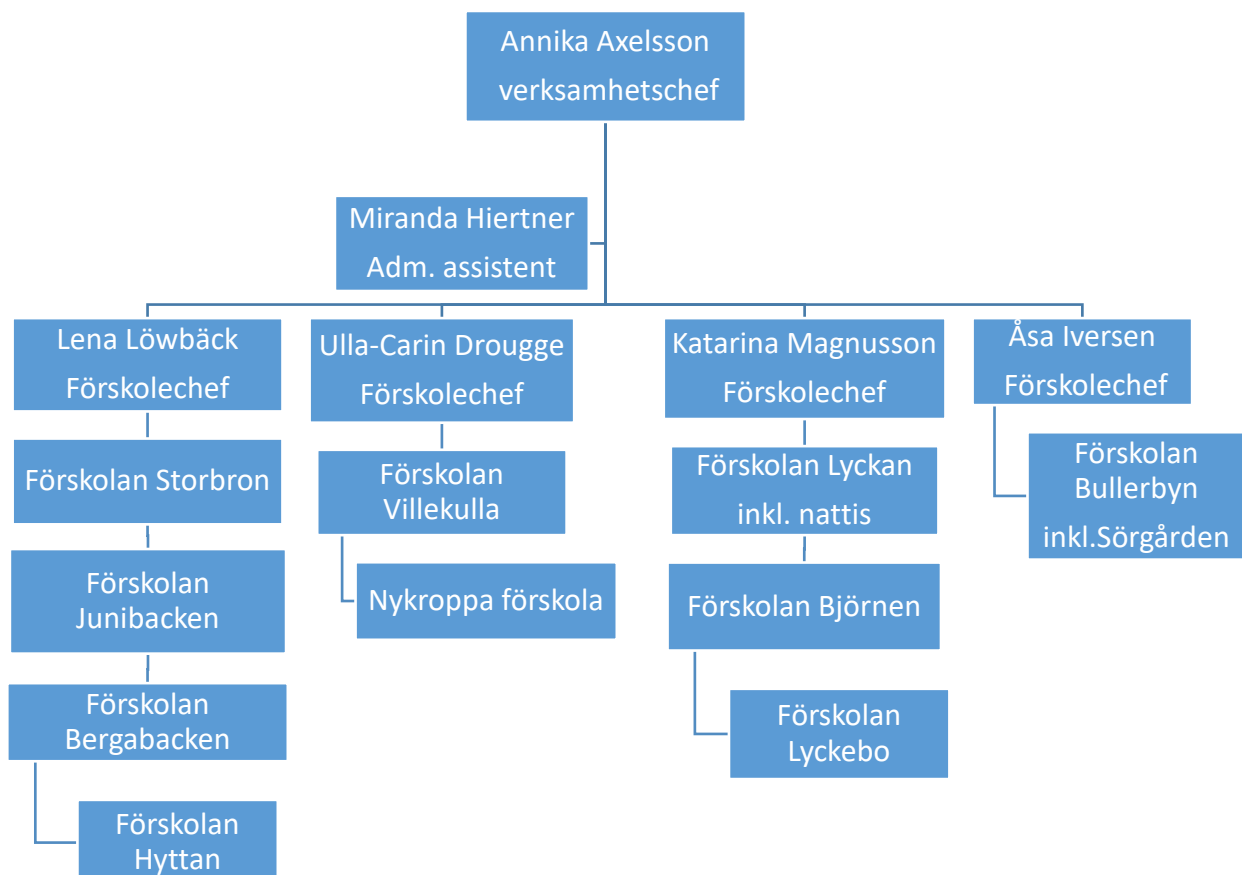 Annika Axelsson
verksamhetschef
Miranda Hiertner
Adm. assistent
Lena Löwbäck
Förskolechef
Förskolan Storbron
Förskolan
Junibacken
Förskolan
Bergabacken
Förskolan
Hyttan
Ulla-Carin Drougge
Förskolechef
Förskolan
Villekulla
Nykroppa förskola
Katarina Magnusson
Förskolechef
Förskolan Lyckan
inkl. nattis
Förskolan Björnen
Förskolan
Lyckebo
Åsa Iversen
Förskolechef
Förskolan
Bullerbyn
inkl.Sörgården